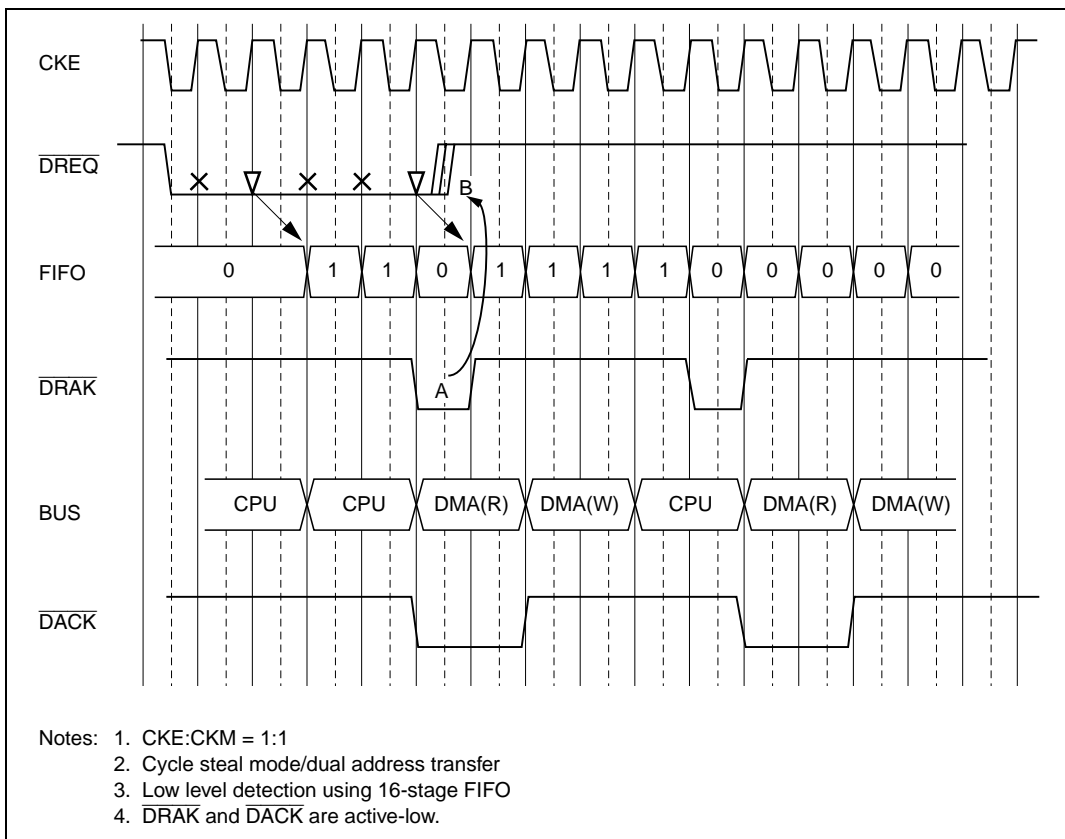 CKE
DREQ
B
FIFO
0 1 1 0 1 1 1 1 0 0 0 0 0
DRAK
A
BUS
CPU CPU DMA(R) DMA(W) CPU DMA(R) DMA(W)
DACK
Notes: 1. CKE:CKM = 1:1
2. Cycle steal mode/dual address transfer
3. Low level detection using 16-stage FIFO
4. DRAK and DACK are active-low.